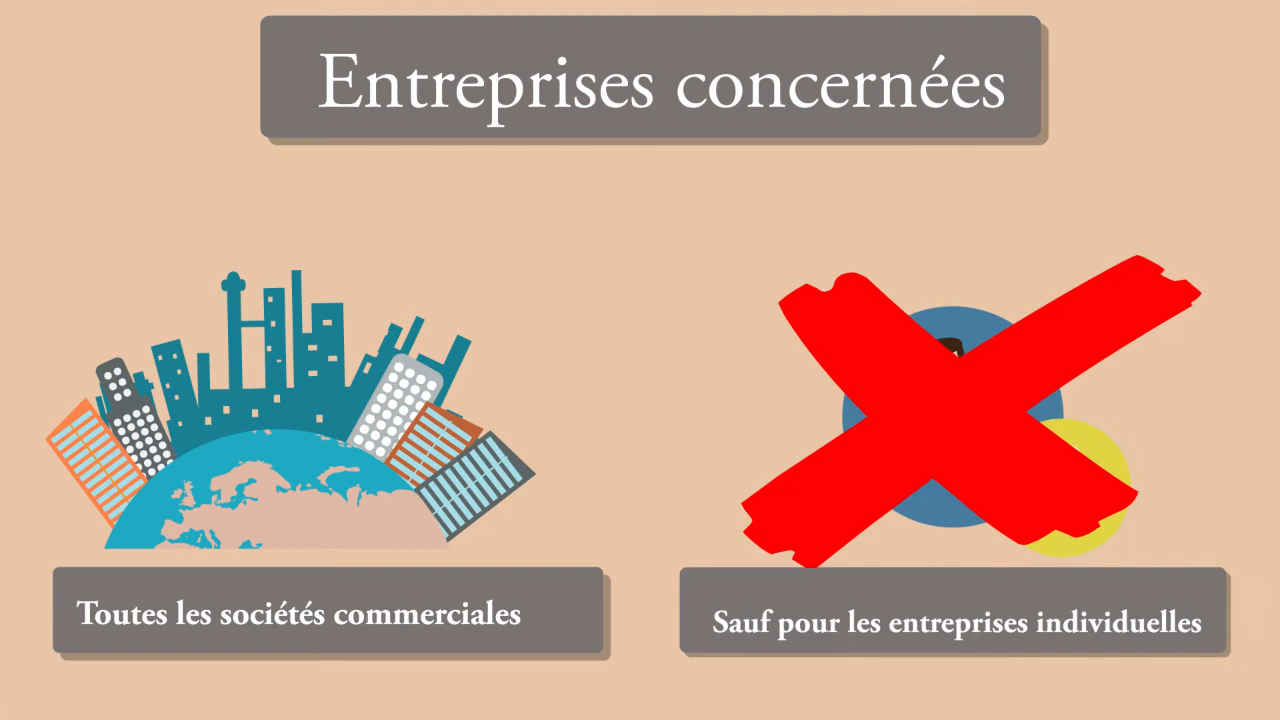 Entreprises concernées
Toutes les sociétés commerciales
Sauf pour les entreprises individuelles